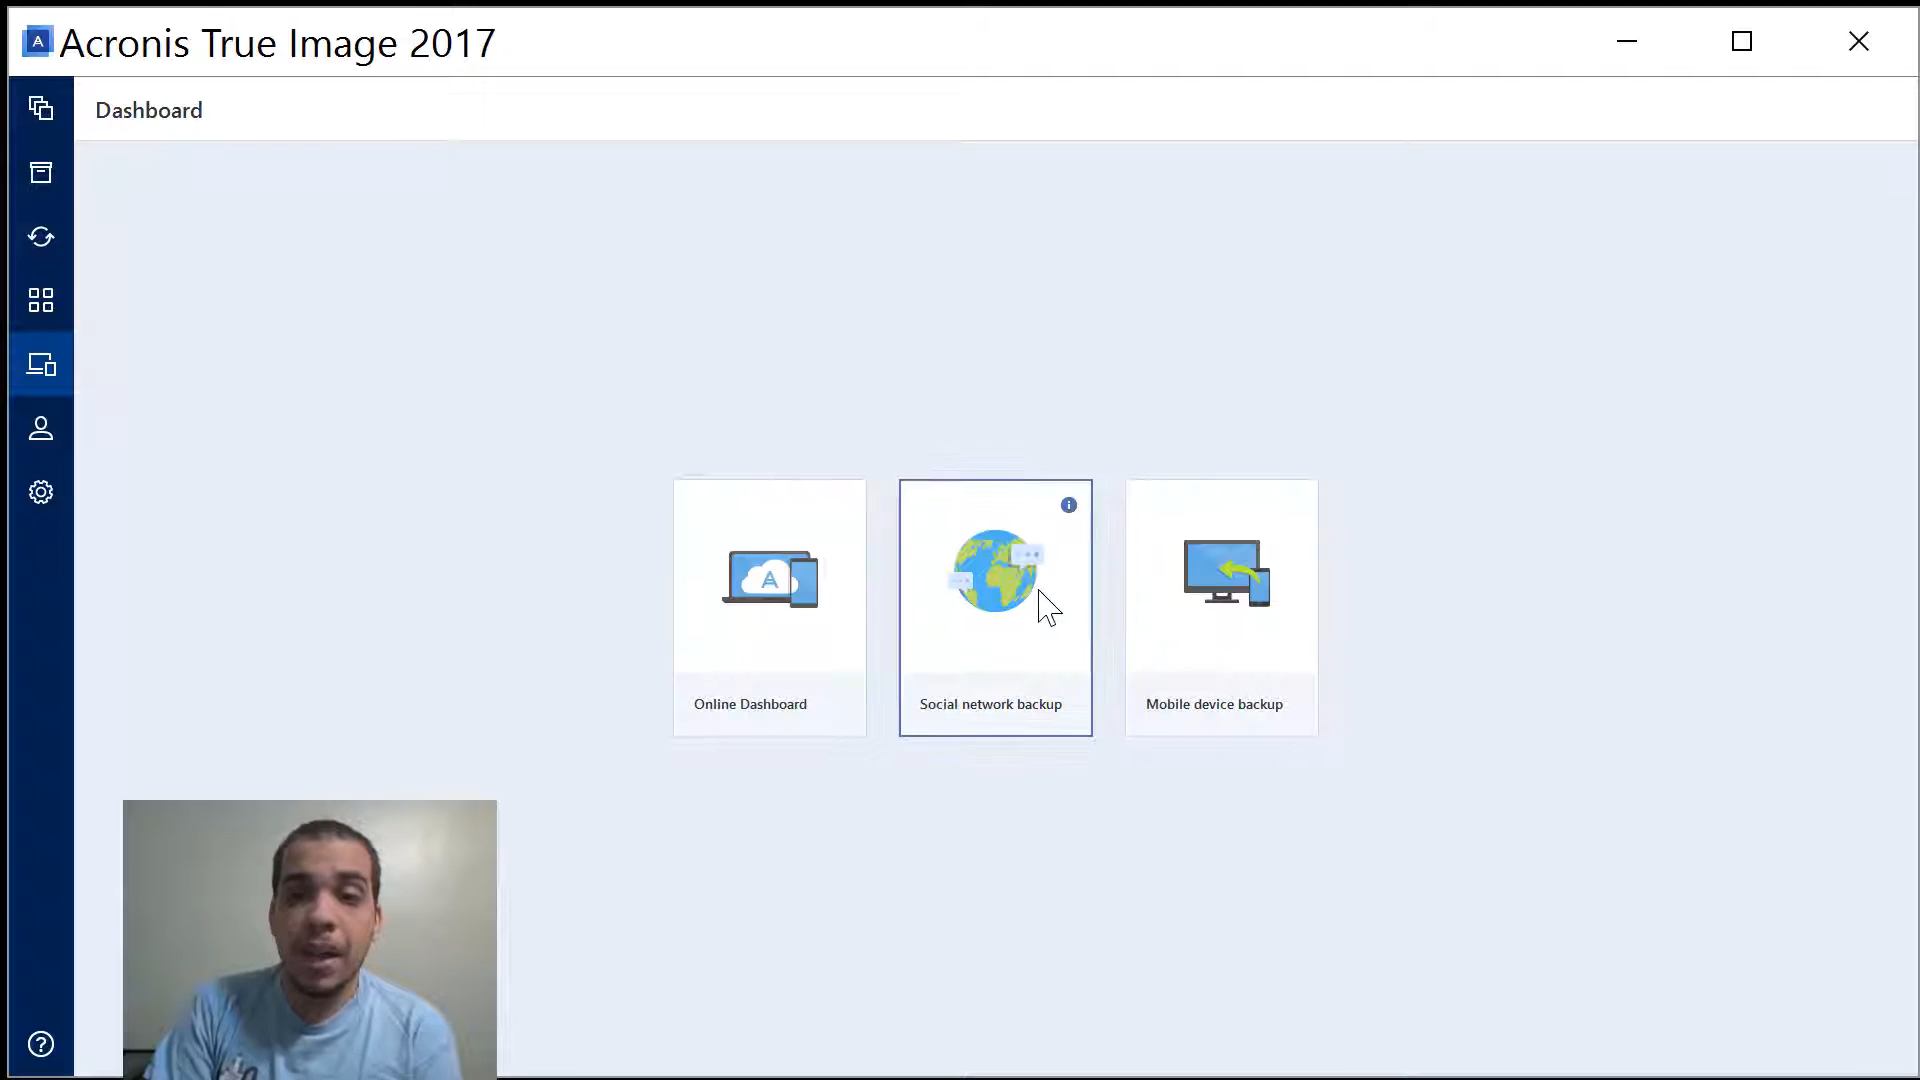 Acronis True Image 2017
Dashboard
Online Dashboard
Social network backup
Mobile device backup